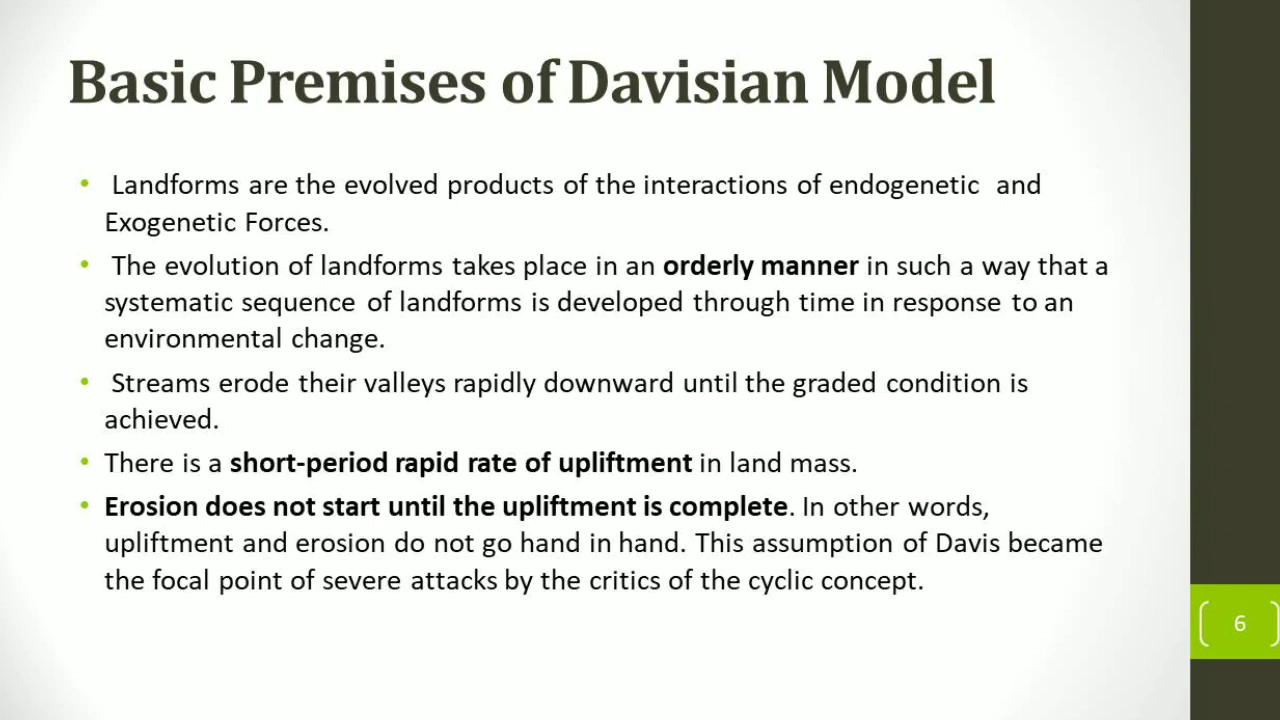 Basic Premises of Davisian Model
• Landforms are the evolved products of the interactions of endogenetic and
Exogenetic Forces.
• The evolution of landforms takes place in an orderly manner in such a way that a
systematic sequence of landforms is developed through time in response to an
environmental change.
• Streams erode their valleys rapidly downward until the graded condition is
achieved.
• There is a short-period rapid rate of upliftment in land mass.
• Erosion does not start until the upliftment is complete. In other words,
upliftment and erosion do not go hand in hand. This assumption of Davis became
the focal point of severe attacks by the critics of the cyclic concept.
6